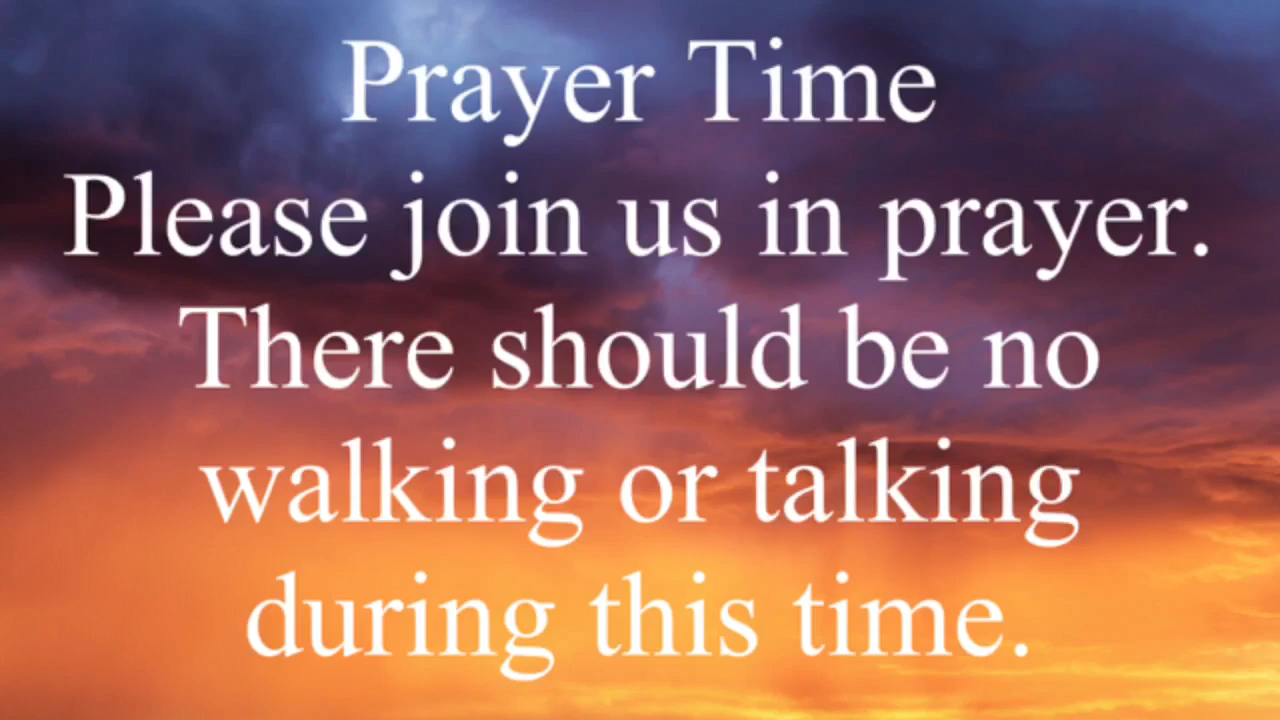 Prayer Time
Please join us in prayer.
There should be no
walking or talking
during this time.